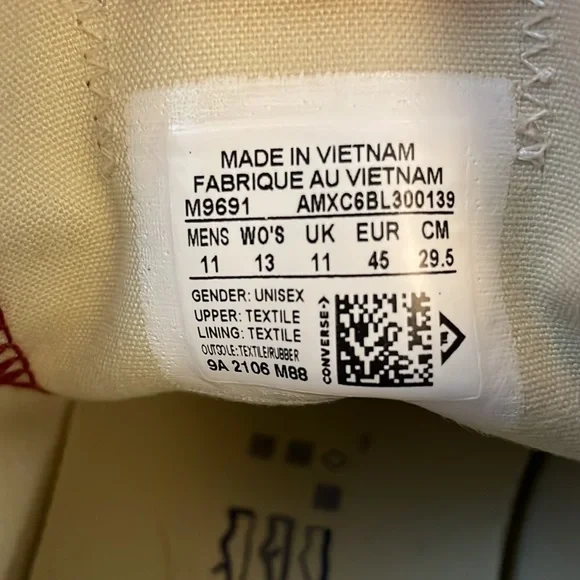 MADE IN VIETNAM
FABRIQUE AU VIETNAM
M9691 AMXC6BL300139
MENS WO'S UK EUR CM
11 13 11 45 29.5
GENDER: UNISEX
UPPER: TEXTILE
LINING: TEXTILE
OUTSOLE: TEXTILE/RUBBER
9A 2106 M88
CONVERSE->